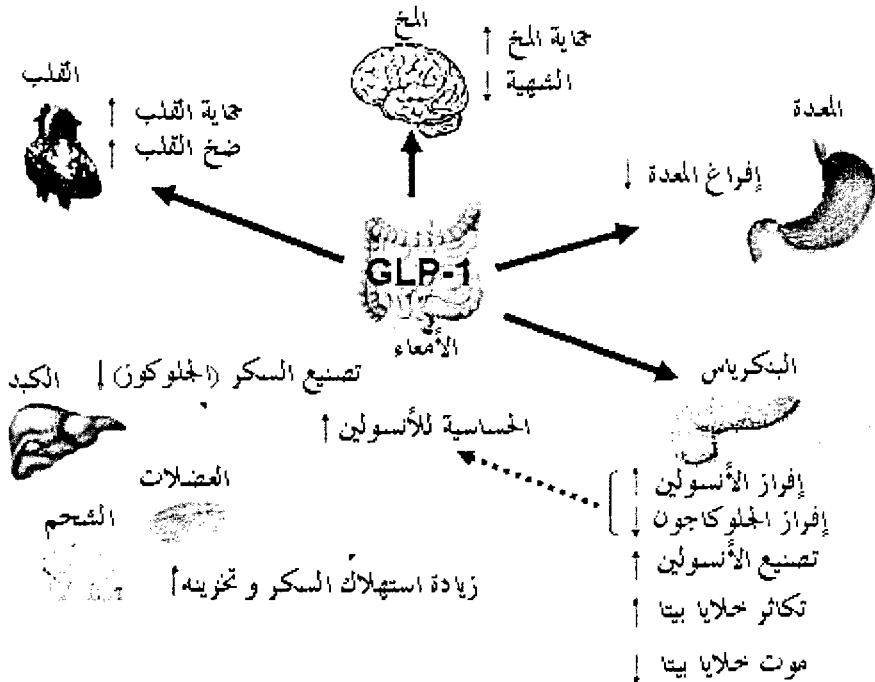 المخ
↑ حماية المخ
↓ الشهية
القلب
↑ حماية القلب
↑ ضخ القلب
المعدة
↓ إفراغ المعدة
GLP-1
الأمعاء
البنكرياس
↑ إفراز الأنسولين
↓ إفراز الجلوكاجون
↑ تصنيع الأنسولين
↑ تكاثر خلايا بيتا
↓ موت خلايا بيتا
الكبد
تصنيع السكر (الجلوكوز) ↓
الحساسية للأنسولين ↑
العضلات
الشحم
زيادة استهلاك السكر و تخزينه ↑